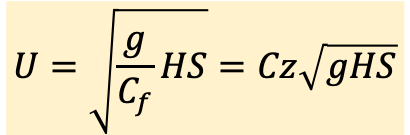 U = √(g/C_f HS) = Cz√(gHS)